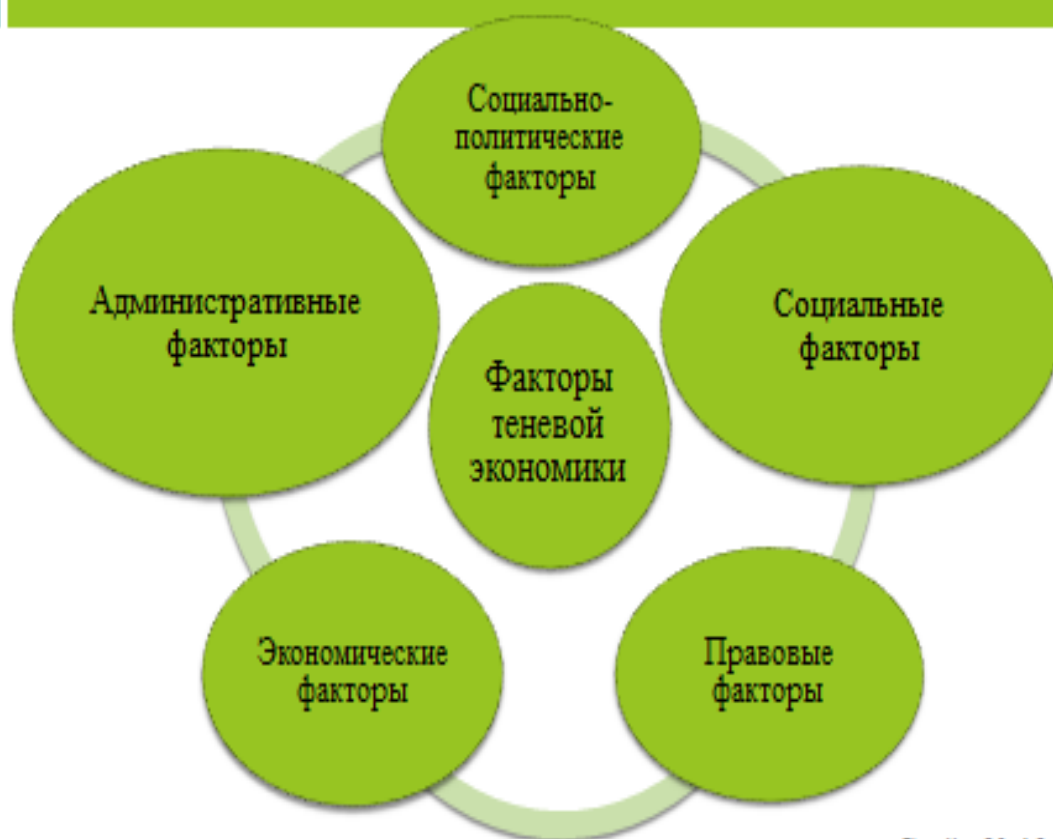 Социально-
политические
факторы
Административные
факторы
Социальные
факторы
Факторы
теневой
экономики
Экономические
факторы
Правовые
факторы